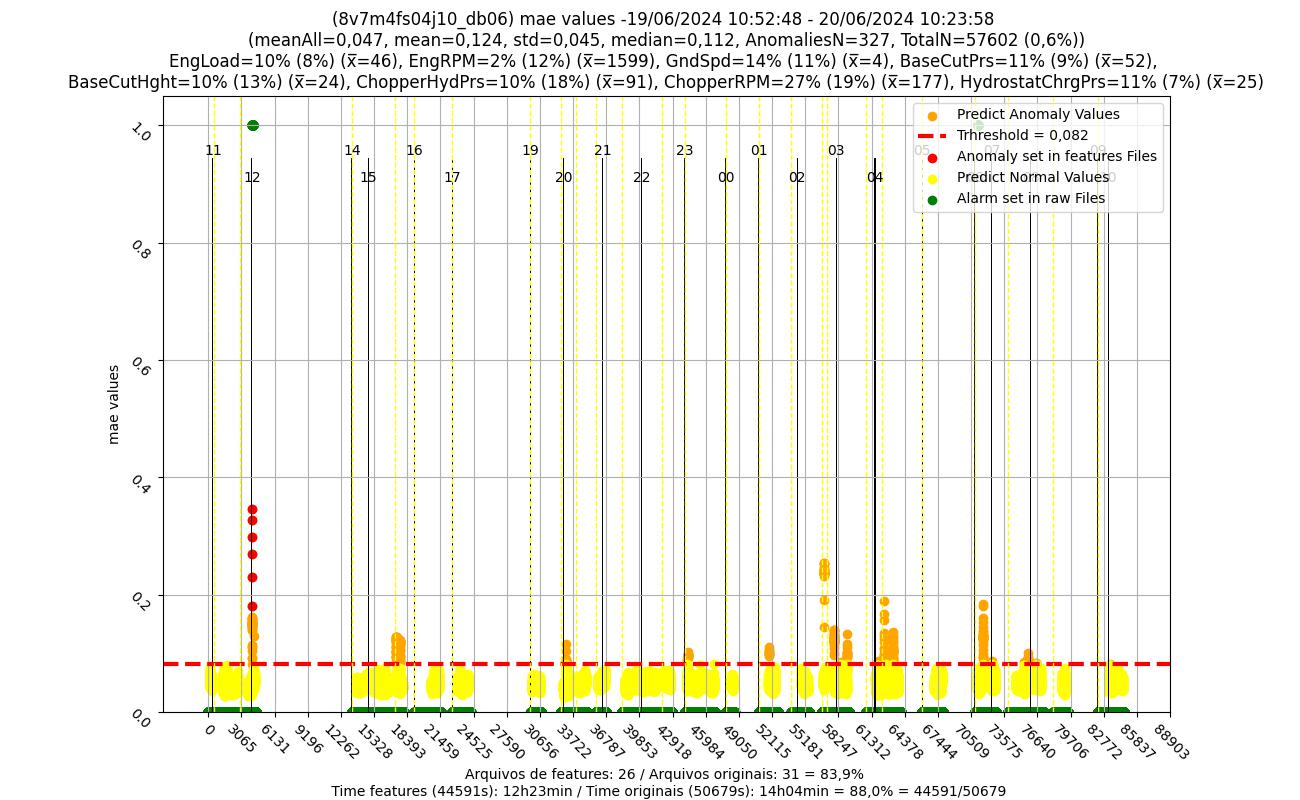 (8v7m4fs04j10_db06) mae values -19/06/2024 10:52:48 - 20/06/2024 10:23:58
(meanAll=0,047, mean=0,124, std=0,045, median=0,112, AnomaliesN=327, TotalN=57602 (0,6%))
EngLoad=10% (8%) (x̅=46), EngRPM=2% (12%) (x̅=1599), GndSpd=14% (11%) (x̅=4), BaseCutPrs=11% (9%) (x̅=52),
BaseCutHght=10% (13%) (x̅=24), ChopperHydPrs=10% (18%) (x̅=91), ChopperRPM=27% (19%) (x̅=177), HydrostatChrgPrs=11% (7%) (x̅=25)
Predict Anomaly Values
Trhreshold = 0,082
Anomaly set in features Files
Predict Normal Values
Alarm set in raw Files
11 14 16 19 21 23 01 03 05 07 09
12 15 17 20 22 00 02 04
mae values
1.0
0.8
0.6
0.4
0.2
0.0
0 3065 6131 9196 12262 15328 18393 21459 24525 27590 30656 33722 36787 39853 42918 45984 49050 52115 55181 58247 61312 64378 67444 70509 73575 76640 79706 82772 85837 88903
Arquivos de features: 26 / Arquivos originais: 31 = 83,9%
Time features (44591s): 12h23min / Time originais (50679s): 14h04min = 88,0% = 44591/50679